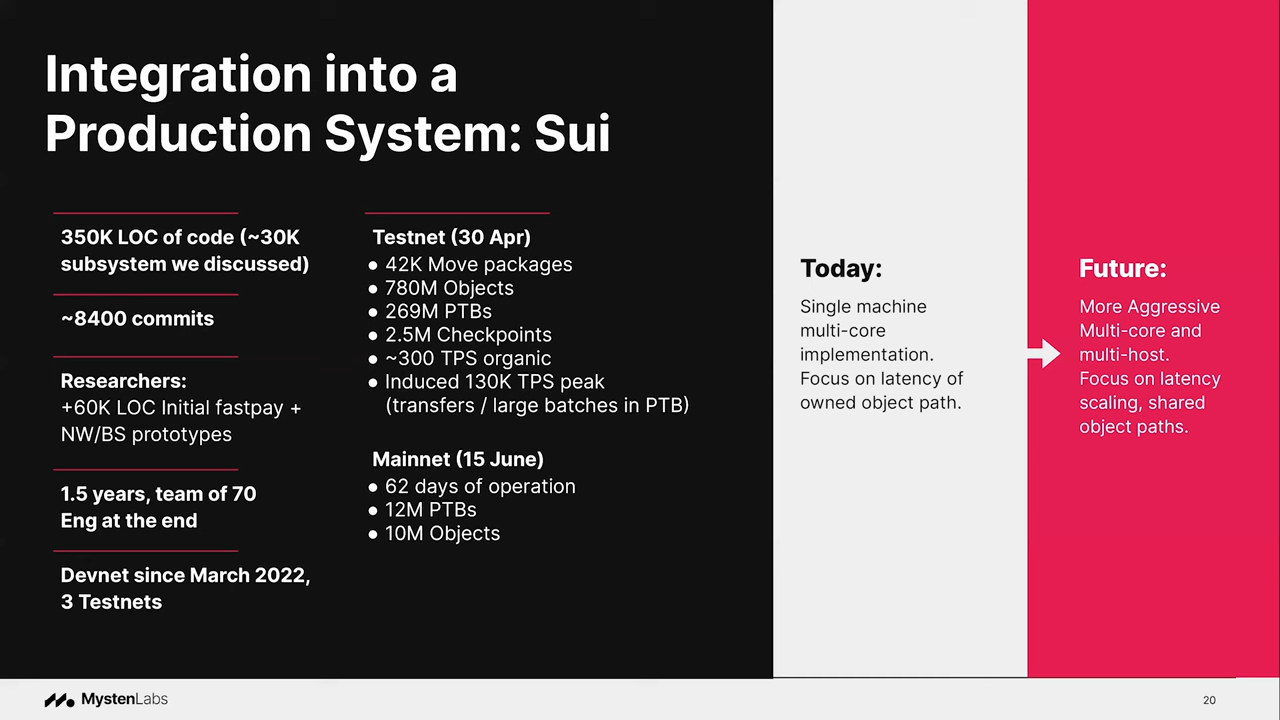 Integration into a
Production System: Sui
350K LOC of code (~30K
subsystem we discussed)
~8400 commits
Researchers:
+60K LOC Initial fastpay +
NW/BS prototypes
1.5 years, team of 70
Eng at the end
Devnet since March 2022,
3 Testnets
Testnet (30 Apr)
● 42K Move packages
● 780M Objects
● 269M PTBs
● 2.5M Checkpoints
● ~300 TPS organic
● Induced 130K TPS peak
(transfers / large batches in PTB)
Mainnet (15 June)
● 62 days of operation
● 12M PTBs
● 10M Objects
Today:
Single machine
multi-core
implementation.
Focus on latency of
owned object path.
Future:
More Aggressive
Multi-core and
multi-host.
Focus on latency
scaling, shared
object paths.
MystenLabs
20